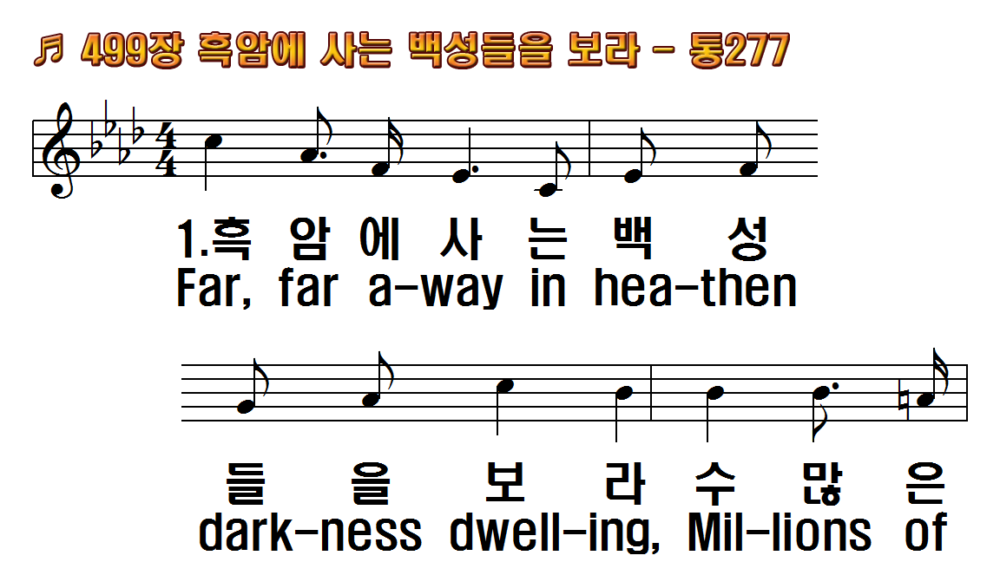 ♬ 499장 흑암에 사는 백성들을 보라 - 통277
4
4
1.흑 암 에 사 는 백 성
Far, far a-way in hea-then
들 을 보 라 수 많 은
dark-ness dwell-ing, Mil-lions of